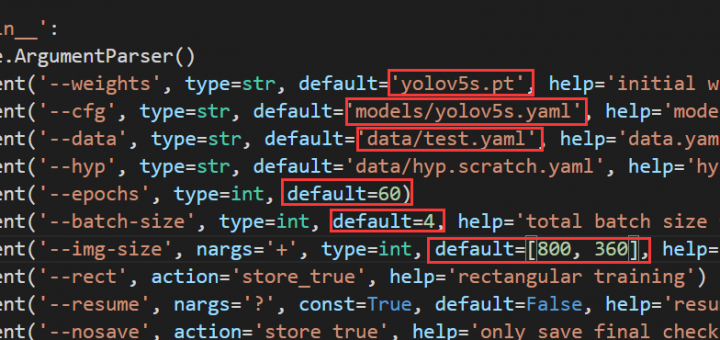 in__':
e.ArgumentParser()
ent('--weights', type=str, default='yolov5s.pt', help='initial w
ent('--cfg', type=str, default='models/yolov5s.yaml', help='mode
ent('--data', type=str, default='data/test.yaml', help='data.yam
ent('--hyp', type=str, default='data/hyp.scratch.yaml', help='hy
ent('--epochs', type=int, default=60)
ent('--batch-size', type=int, default=4, help='total batch size
ent('--img-size', nargs='+', type=int, default=[800, 360], help=
ent('--rect', action='store_true', help='rectangular training')
ent('--resume', nargs='?', const=True, default=False, help='resu
ent('--nosave', action='store_true', help='only save final check